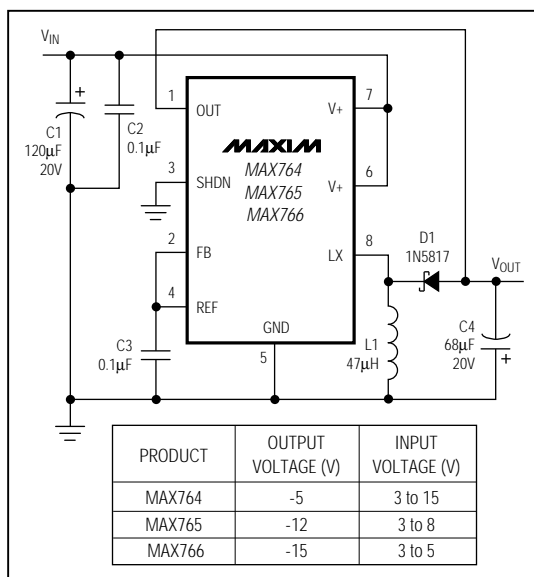 VIN
C1
120µF
20V
+
C2
0.1µF
1
OUT
3
SHDN
2
FB
4
REF
C3
0.1µF
MAXIM
MAX764
MAX765
MAX766
GND
5
V+
7
V+
6
LX
8
D1
1N5817
VOUT
L1
47µH
C4
68µF
20V
+
PRODUCT OUTPUT VOLTAGE (V) INPUT VOLTAGE (V)
MAX764 -5 3 to 15
MAX765 -12 3 to 8
MAX766 -15 3 to 5